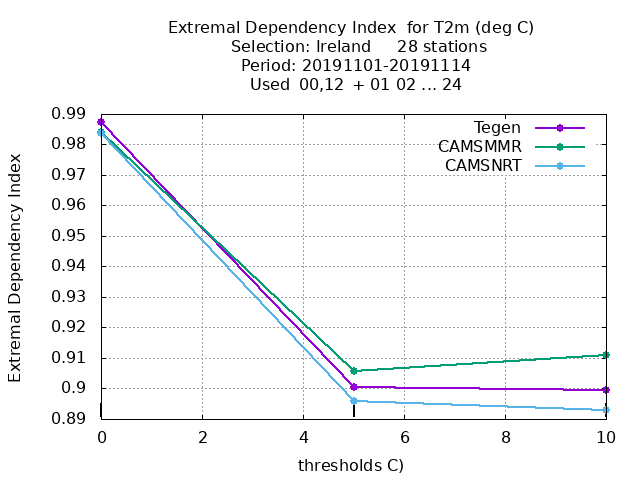 Extremal Dependency Index  for T2m (deg C)
Selection: Ireland     28 stations
Period: 20191101-20191114
Used  00,12  + 01 02 ... 24
Extremal Dependency Index
0.99
0.98
0.97
0.96
0.95
0.94
0.93
0.92
0.91
0.9
0.89
Tegen
CAMSMMR
CAMSNRT
0 2 4 6 8 10
thresholds C)